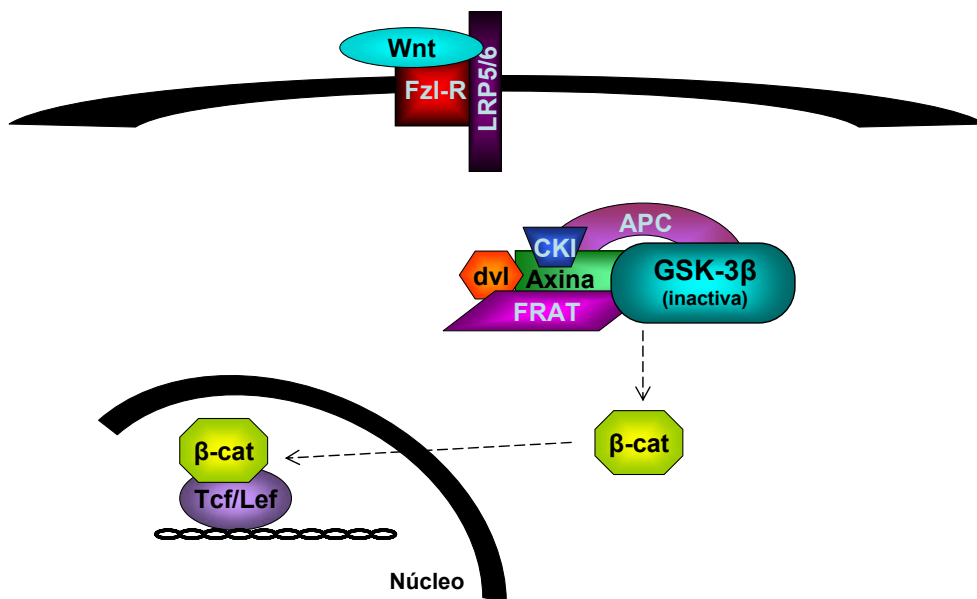 Wnt
Fzl-R
LRP5/6
APC
CKI
dvl
Axina
GSK-3β
(inactiva)
FRAT
β-cat
β-cat
Tcf/Lef
Núcleo